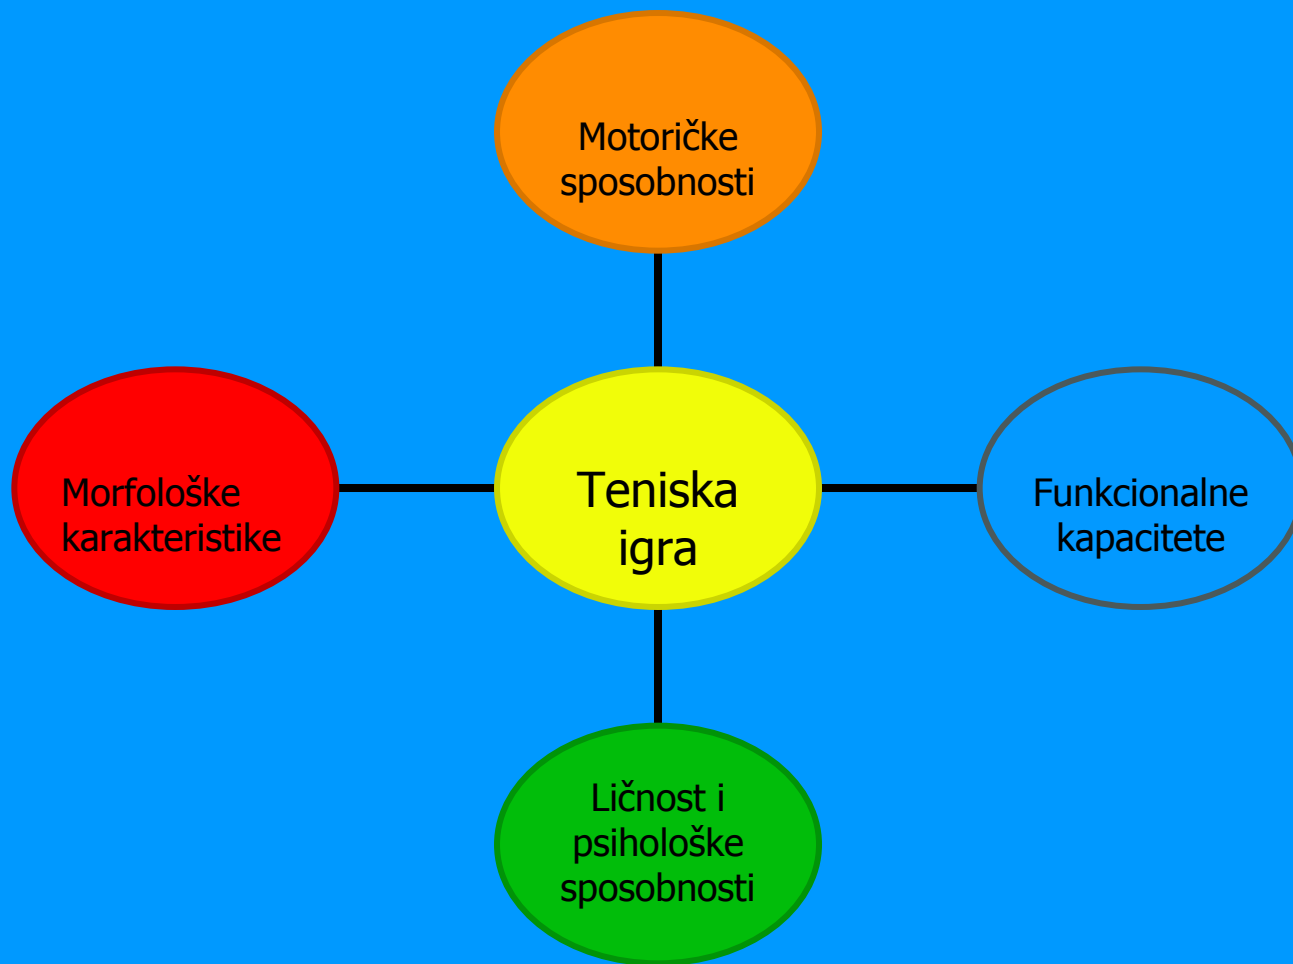 Motoričke
sposobnosti
Morfološke
karakteristike
Teniska
igra
Funkcionalne
kapacitete
Ličnost i
psihološke
sposobnosti